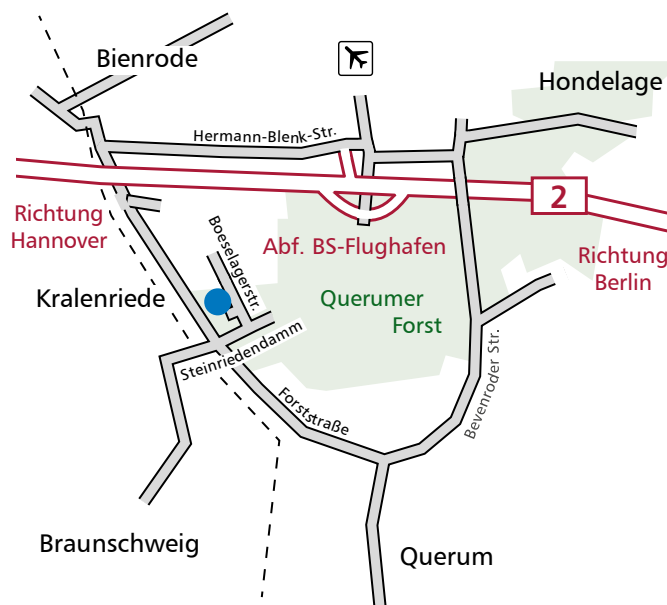 Bienrode
Hondelage
Hermann-Blenk-Str.
2
Richtung
Hannover
Boeselagerstr.
Abf. BS-Flughafen
Richtung
Berlin
Kralenriede
Querumer
Forst
Steinriedendamm
Bevenroder Str.
Forststraße
Braunschweig
Querum